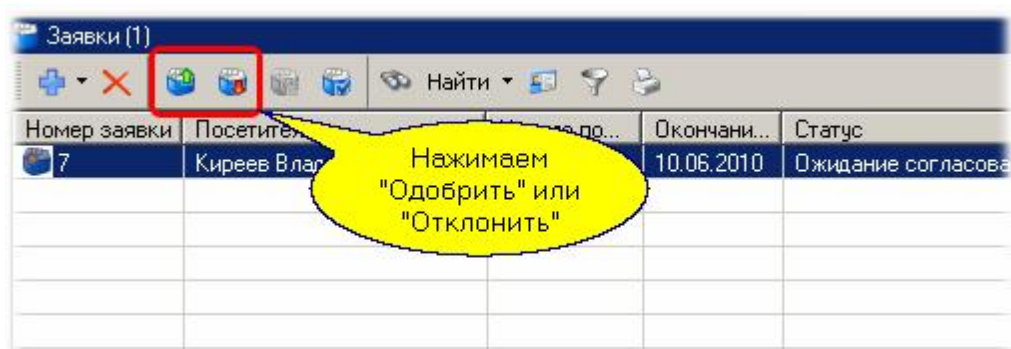 Заявки (1)
Найти
Номер заявки Посетите... Окончани... Статус
7 Киреев Влас 10.06.2010 Ожидание согласова
Нажимаем
"Одобрить" или
"Отклонить"